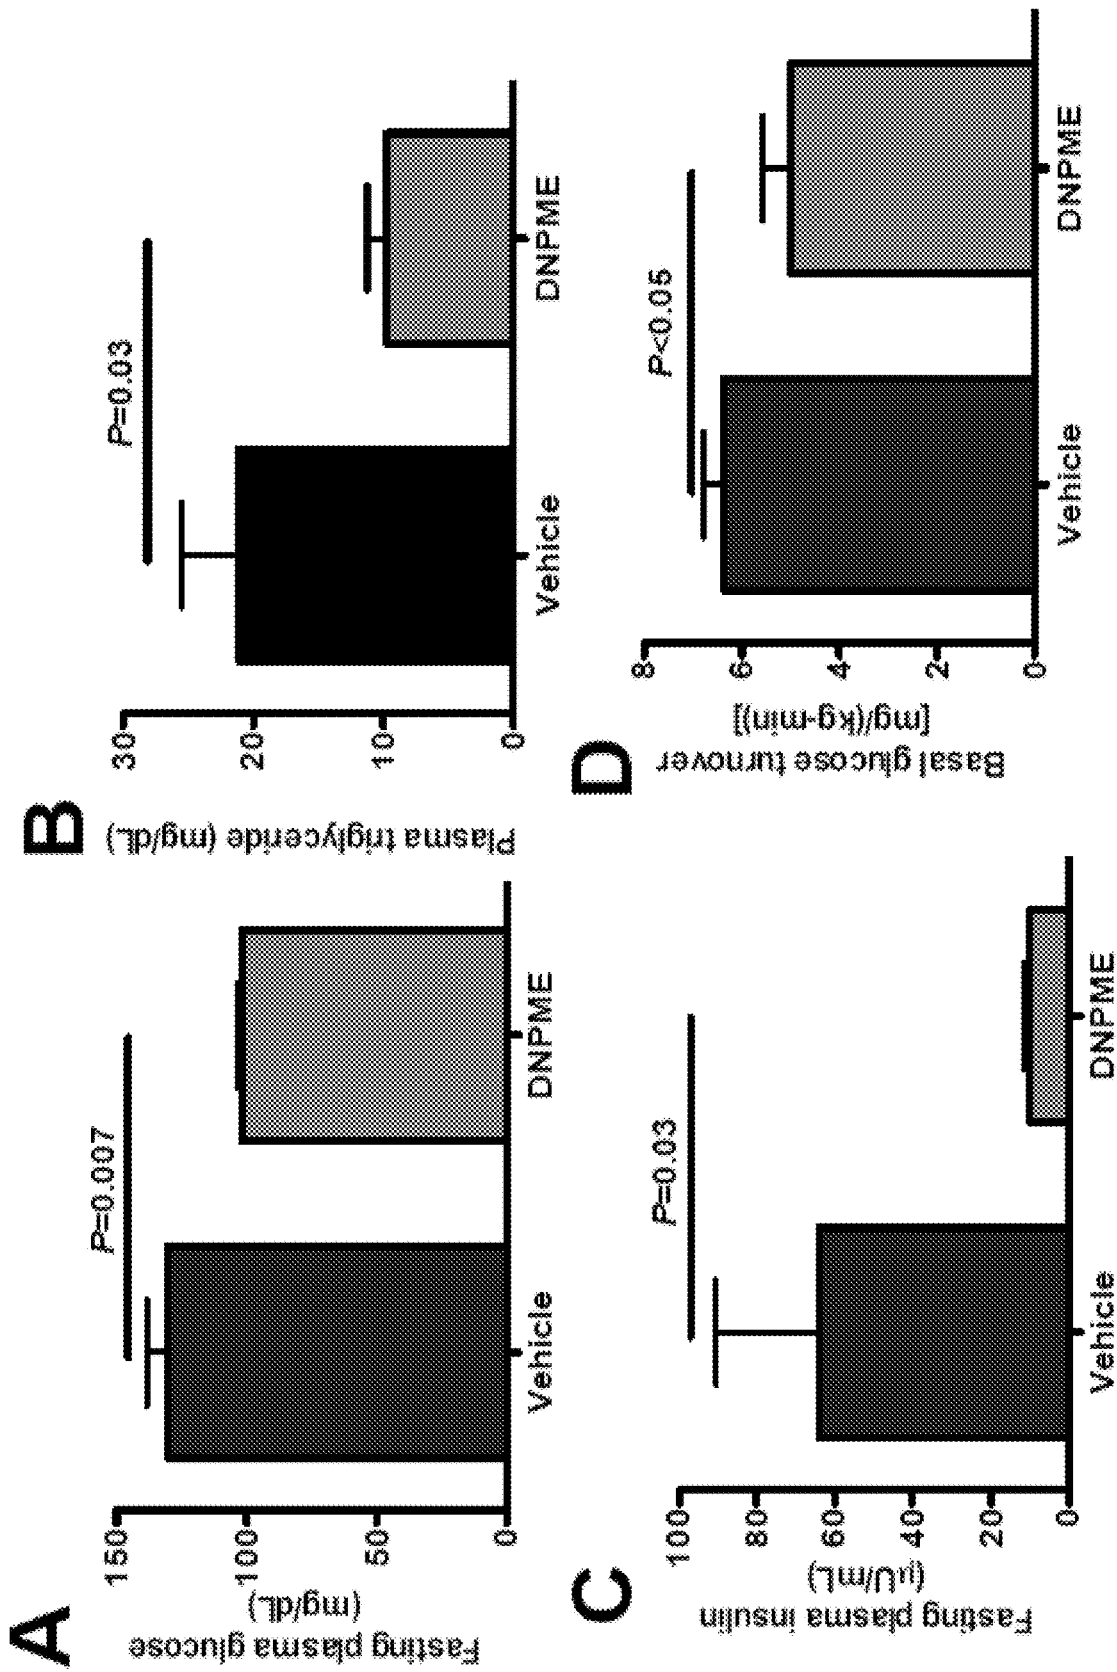 A
Fasting plasma glucose
(mg/dL)
150
100
50
0
P=0.007
Vehicle
DNPME
B
Plasma triglyceride (mg/dL)
30
20
10
0
P=0.03
Vehicle
DNPME
C
Fasting plasma insulin
(μU/mL)
100
80
60
40
20
0
P=0.03
Vehicle
DNPME
D
Basal glucose turnover
[mg/(kg-min)]
8
6
4
2
0
P<0.05
Vehicle
DNPME